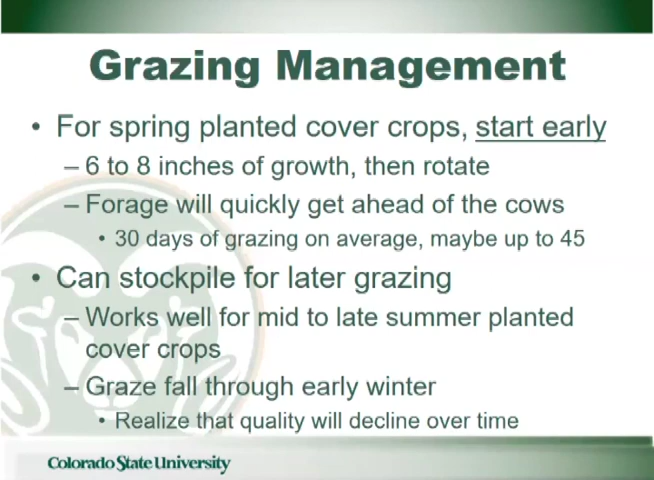 Grazing Management
• For spring planted cover crops, start early
– 6 to 8 inches of growth, then rotate
– Forage will quickly get ahead of the cows
• 30 days of grazing on average, maybe up to 45
• Can stockpile for later grazing
– Works well for mid to late summer planted
cover crops
– Graze fall through early winter
• Realize that quality will decline over time
Colorado State University